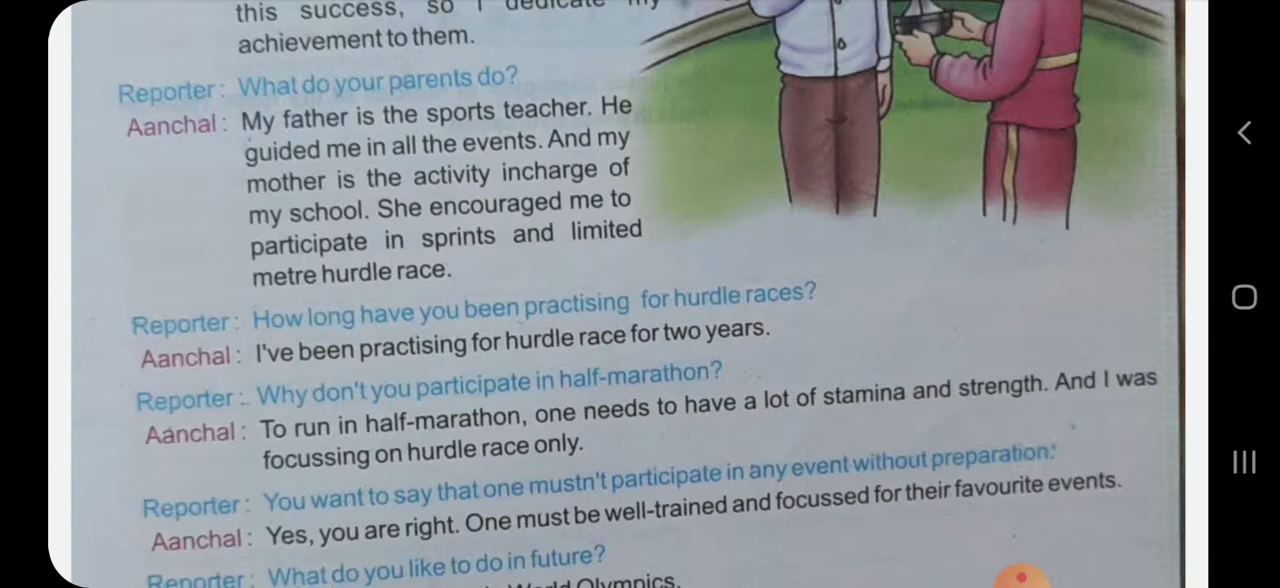 this success, so I dedicate my
achievement to them.
Reporter : What do your parents do?
Aanchal : My father is the sports teacher. He
guided me in all the events. And my
mother is the activity incharge of
my school. She encouraged me to
participate in sprints and limited
metre hurdle race.
Reporter : How long have you been practising for hurdle races?
Aanchal : I've been practising for hurdle race for two years.
Reporter : Why don't you participate in half-marathon?
Aanchal : To run in half-marathon, one needs to have a lot of stamina and strength. And I was
focussing on hurdle race only.
Reporter : You want to say that one mustn't participate in any event without preparation.
Aanchal : Yes, you are right. One must be well-trained and focussed for their favourite events.
Reporter : What do you like to do in future?
World Olympics.